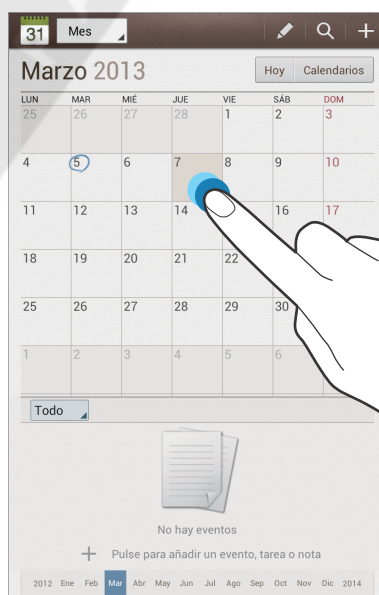 31 Mes
Marzo 2013 Hoy Calendarios
LUN MAR MIÉ JUE VIE SÁB DOM
25 26 27 28 1 2 3
4 5 6 7 8 9 10
11 12 13 14 16 17
18 19 20 21 22
25 26 27 28 29 30
1 2 3 4 5 6
Todo
No hay eventos
Pulse para añadir un evento, tarea o nota
2012 Ene Feb Mar Abr May Jun Jul Ago Sep Oct Nov Dic 2014